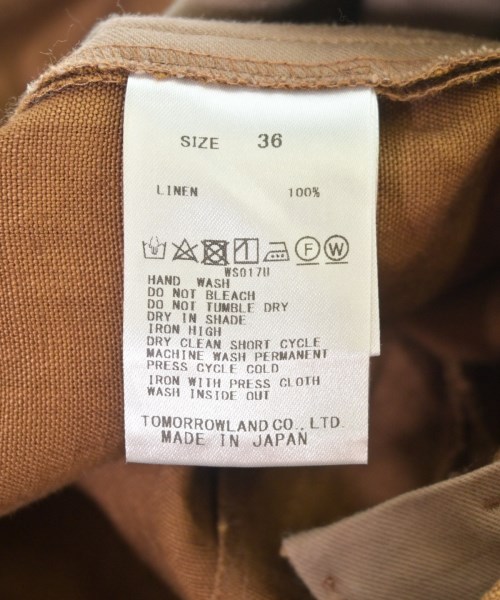 SIZE 36
LINEN 100%
F W
WS017U
HAND WASH
DO NOT BLEACH
DO NOT TUMBLE DRY
DRY IN SHADE
IRON HIGH
DRY CLEAN SHORT CYCLE
MACHINE WASH PERMANENT
PRESS CYCLE COLD
IRON WITH PRESS CLOTH
WASH INSIDE OUT
TOMORROWLAND CO., LTD.
MADE IN JAPAN